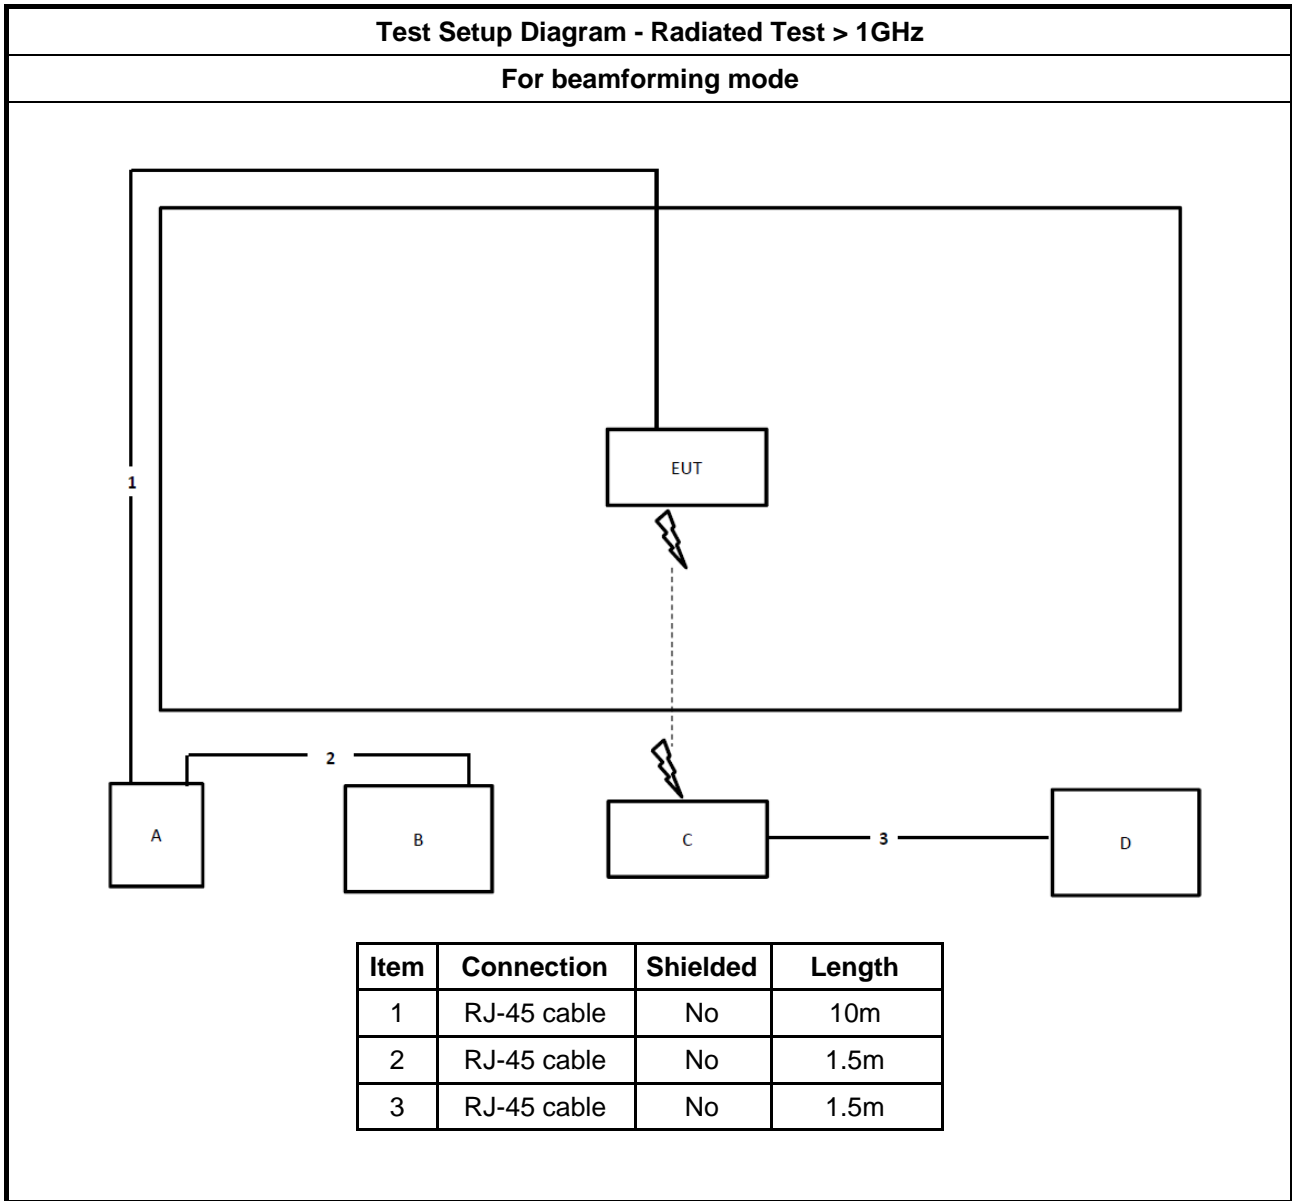 Test Setup Diagram - Radiated Test > 1GHz
For beamforming mode
EUT
1
2
A
B
C
3
D
Item Connection Shielded Length
1 RJ-45 cable No 10m
2 RJ-45 cable No 1.5m
3 RJ-45 cable No 1.5m